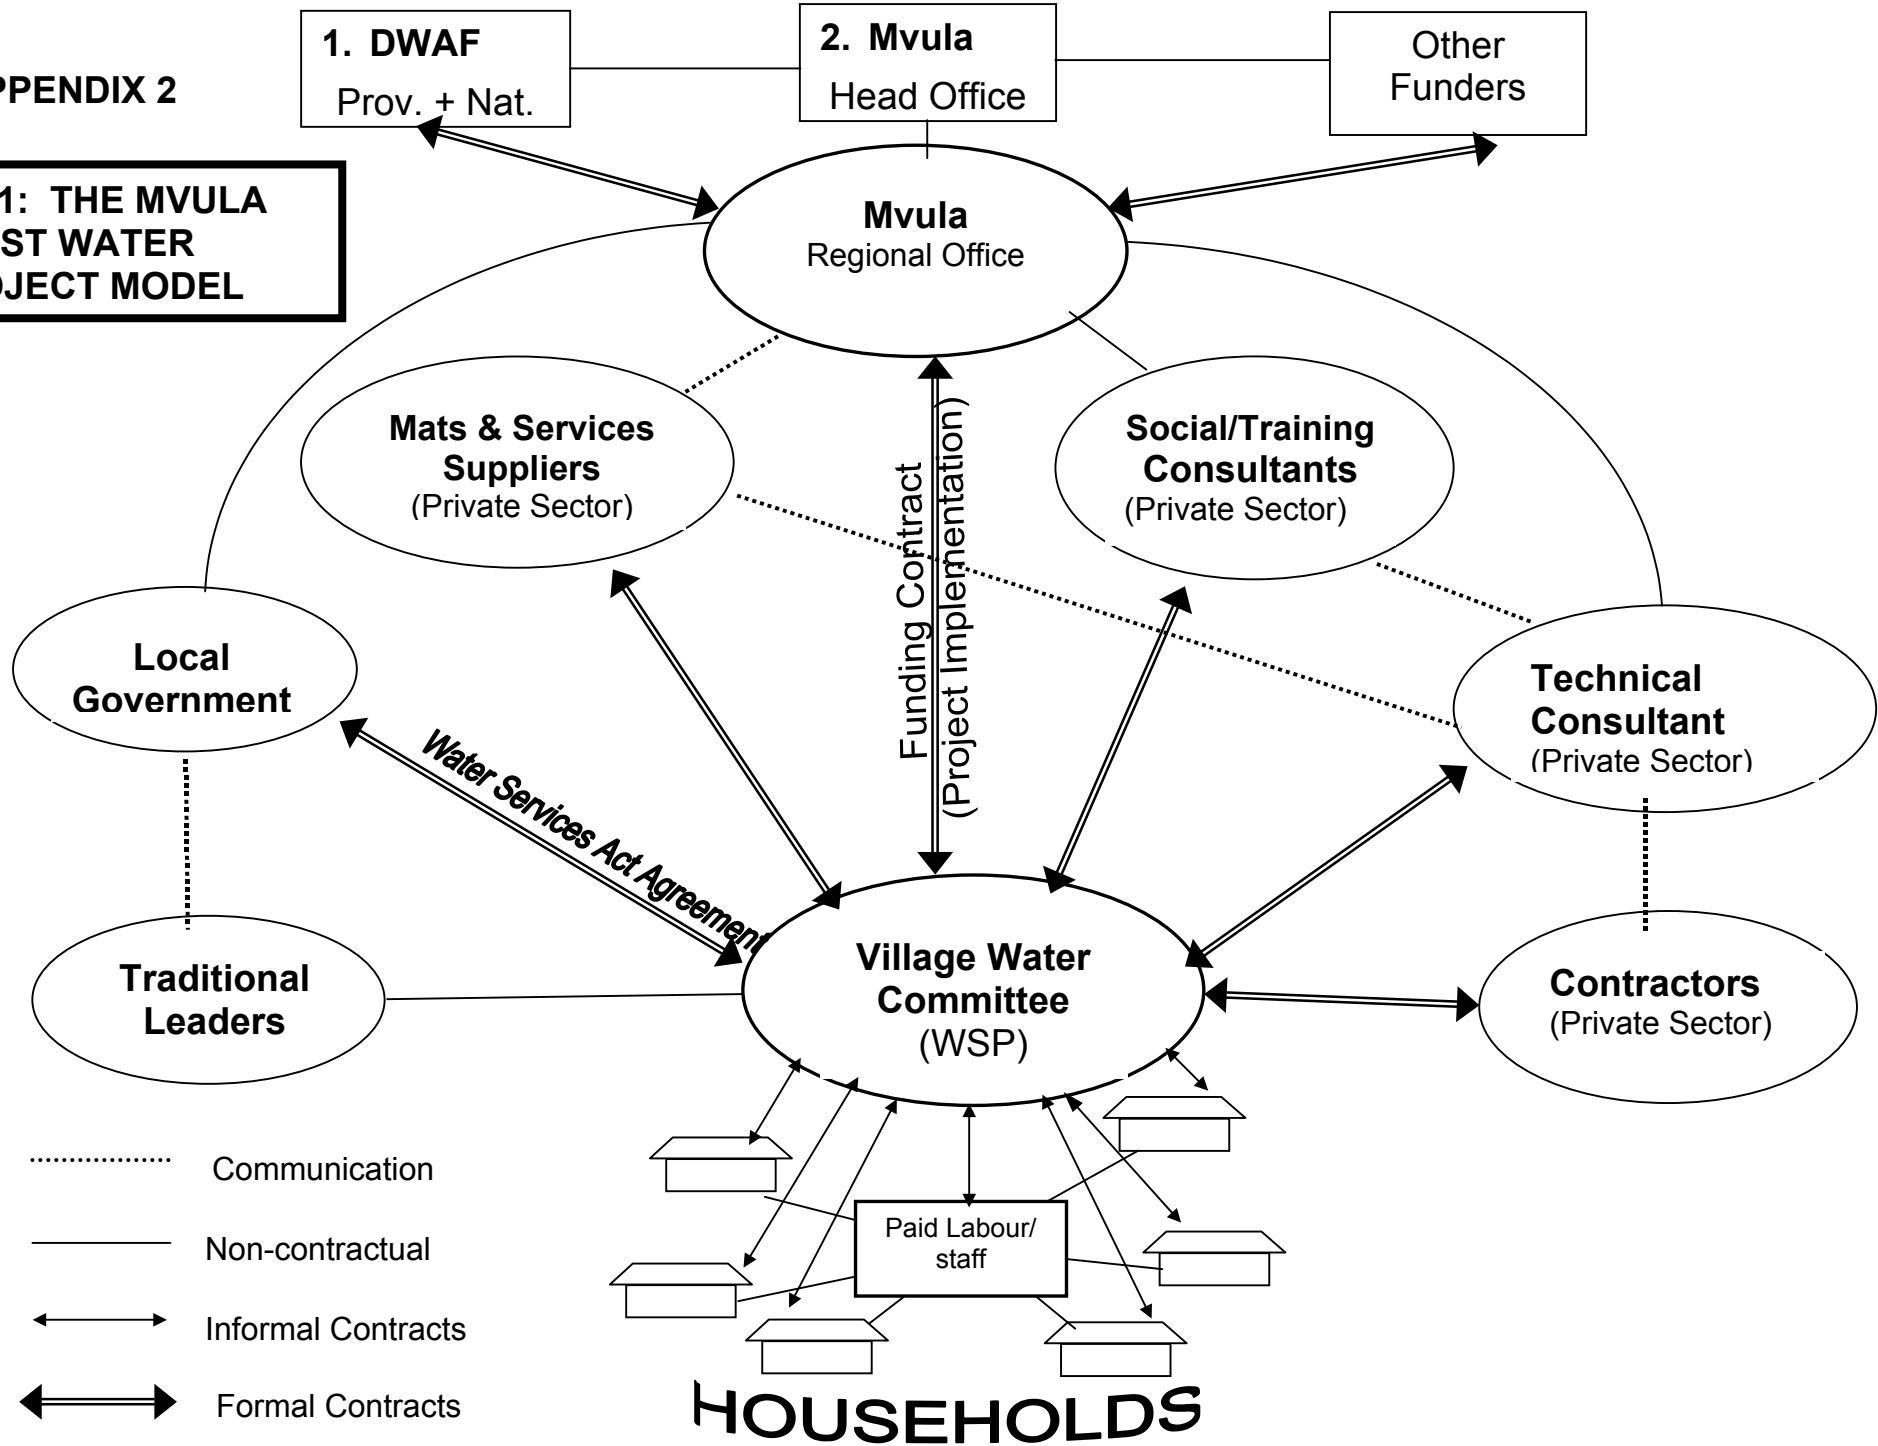 1. DWAF
Prov. + Nat.
2. Mvula
Head Office
Other
Funders
PPENDIX 2
1: THE MVULA
ST WATER
JECT MODEL
Mvula
Regional Office
Mats & Services
Suppliers
(Private Sector)
Funding Contract
(Project Implementation)
Social/Training
Consultants
(Private Sector)
Local
Government
Water Services Act Agreement
Technical
Consultant
(Private Sector)
Traditional
Leaders
Village Water
Committee
(WSP)
Contractors
(Private Sector)
Communication
Non-contractual
Informal Contracts
Formal Contracts
Paid Labour/
staff
HOUSEHOLDS